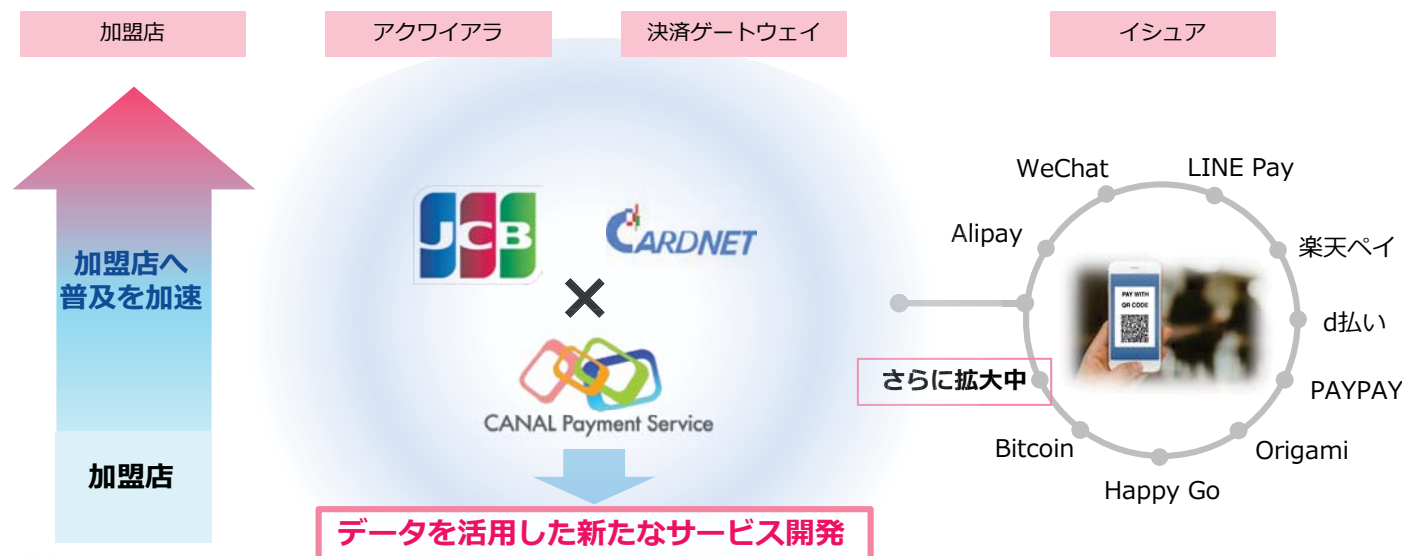 加盟店
アクワイアラ
決済ゲートウェイ
イシュア
加盟店へ
普及を加速
加盟店
JCB
CARDNET
CANAL Payment Service
データを活用した新たなサービス開発
WeChat
LINE Pay
Alipay
楽天ペイ
PAY WITH
QR CODE
d払い
さらに拡大中
PAYPAY
Bitcoin
Origami
Happy Go